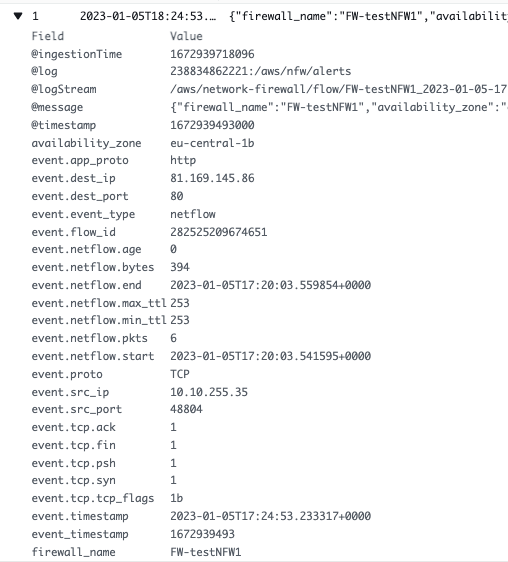 ▼ 1 2023-01-05T18:24:53.... {"firewall_name":"FW-testNFW1","availability
Field Value
@ingestionTime 1672939718096
@log 238834862221:/aws/nfw/alerts
@logStream /aws/network-firewall/flow/FW-testNFW1_2023-01-05-17
@message {"firewall_name":"FW-testNFW1","availability_zone":"
@timestamp 1672939493000
availability_zone eu-central-1b
event.app_proto http
event.dest_ip 81.169.145.86
event.dest_port 80
event.event_type netflow
event.flow_id 282525209674651
event.netflow.age 0
event.netflow.bytes 394
event.netflow.end 2023-01-05T17:20:03.559854+0000
event.netflow.max_ttl 253
event.netflow.min_ttl 253
event.netflow.pkts 6
event.netflow.start 2023-01-05T17:20:03.541595+0000
event.proto TCP
event.src_ip 10.10.255.35
event.src_port 48804
event.tcp.ack 1
event.tcp.fin 1
event.tcp.psh 1
event.tcp.syn 1
event.tcp.tcp_flags 1b
event.timestamp 2023-01-05T17:24:53.233317+0000
event_timestamp 1672939493
firewall_name FW-testNFW1